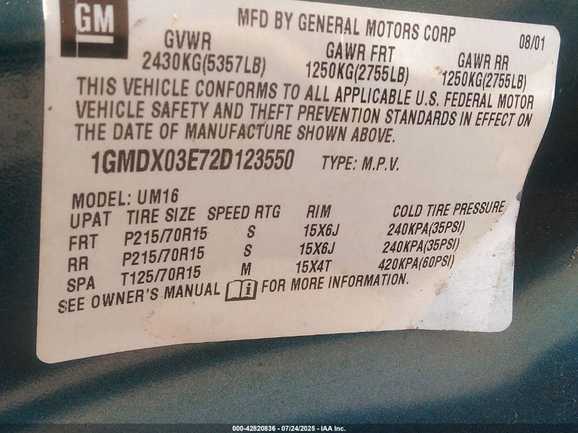 GM
MFD BY GENERAL MOTORS CORP
08/01
GVWR GAWR FRT GAWR RR
2430KG(5357LB) 1250KG(2755LB) 1250KG(2755LB)
THIS VEHICLE CONFORMS TO ALL APPLICABLE U.S. FEDERAL MOTOR
VEHICLE SAFETY AND THEFT PREVENTION STANDARDS IN EFFECT ON
THE DATE OF MANUFACTURE SHOWN ABOVE.
1GMDX03E72D123550 TYPE: M.P.V.
MODEL: UM16
UPAT TIRE SIZE SPEED RTG RIM COLD TIRE PRESSURE
FRT P215/70R15 S 15X6J 240KPA(35PSI)
RR P215/70R15 S 15X6J 240KPA(35PSI)
SPA T125/70R15 M 15X4T 420KPA(60PSI)
SEE OWNER'S MANUAL FOR MORE INFORMATION.
000-42820836 - 07/24/2025 - IAA Inc.